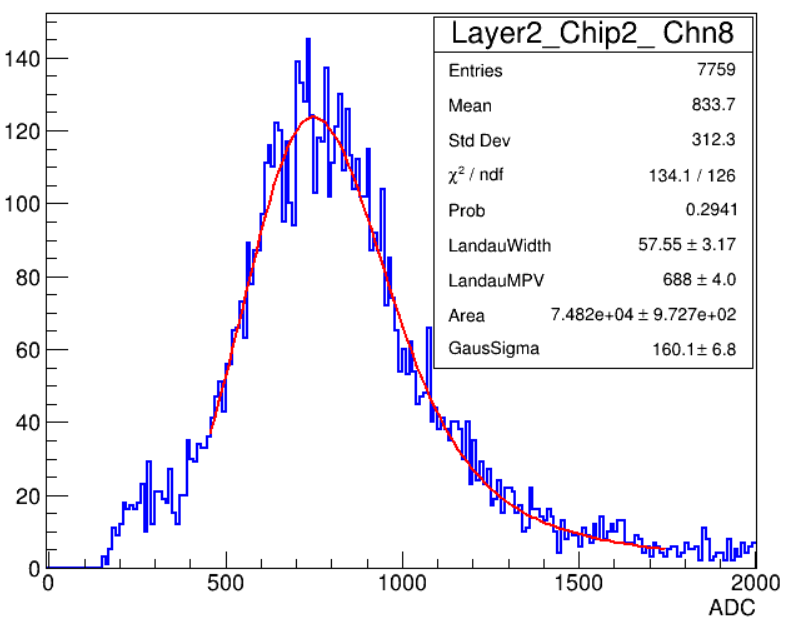 Layer2_Chip2_ Chn8
Entries 7759
Mean 833.7
Std Dev 312.3
χ² / ndf 134.1 / 126
Prob 0.2941
LandauWidth 57.55 ± 3.17
LandauMPV 688 ± 4.0
Area 7.482e+04 ± 9.727e+02
GausSigma 160.1± 6.8
140
120
100
80
60
40
20
0
0 500 1000 1500 2000
ADC